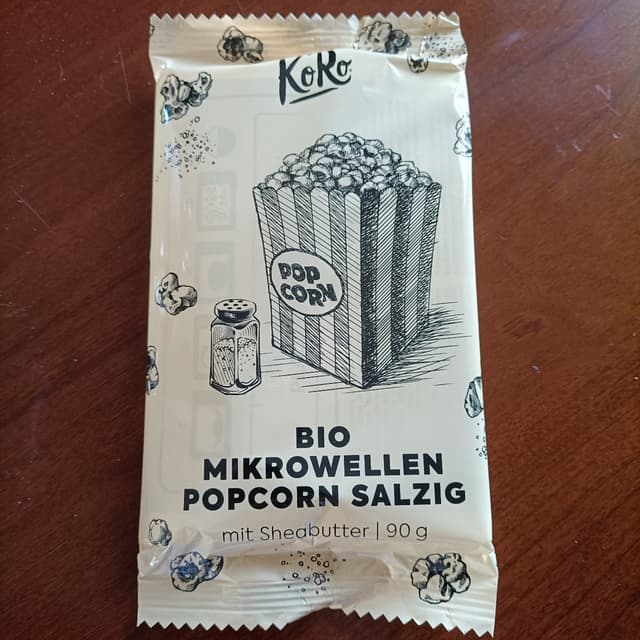 KoRo
POP
CORN
BIO
MIKROWELLEN
POPCORN SALZIG
mit Sheabutter | 90 g